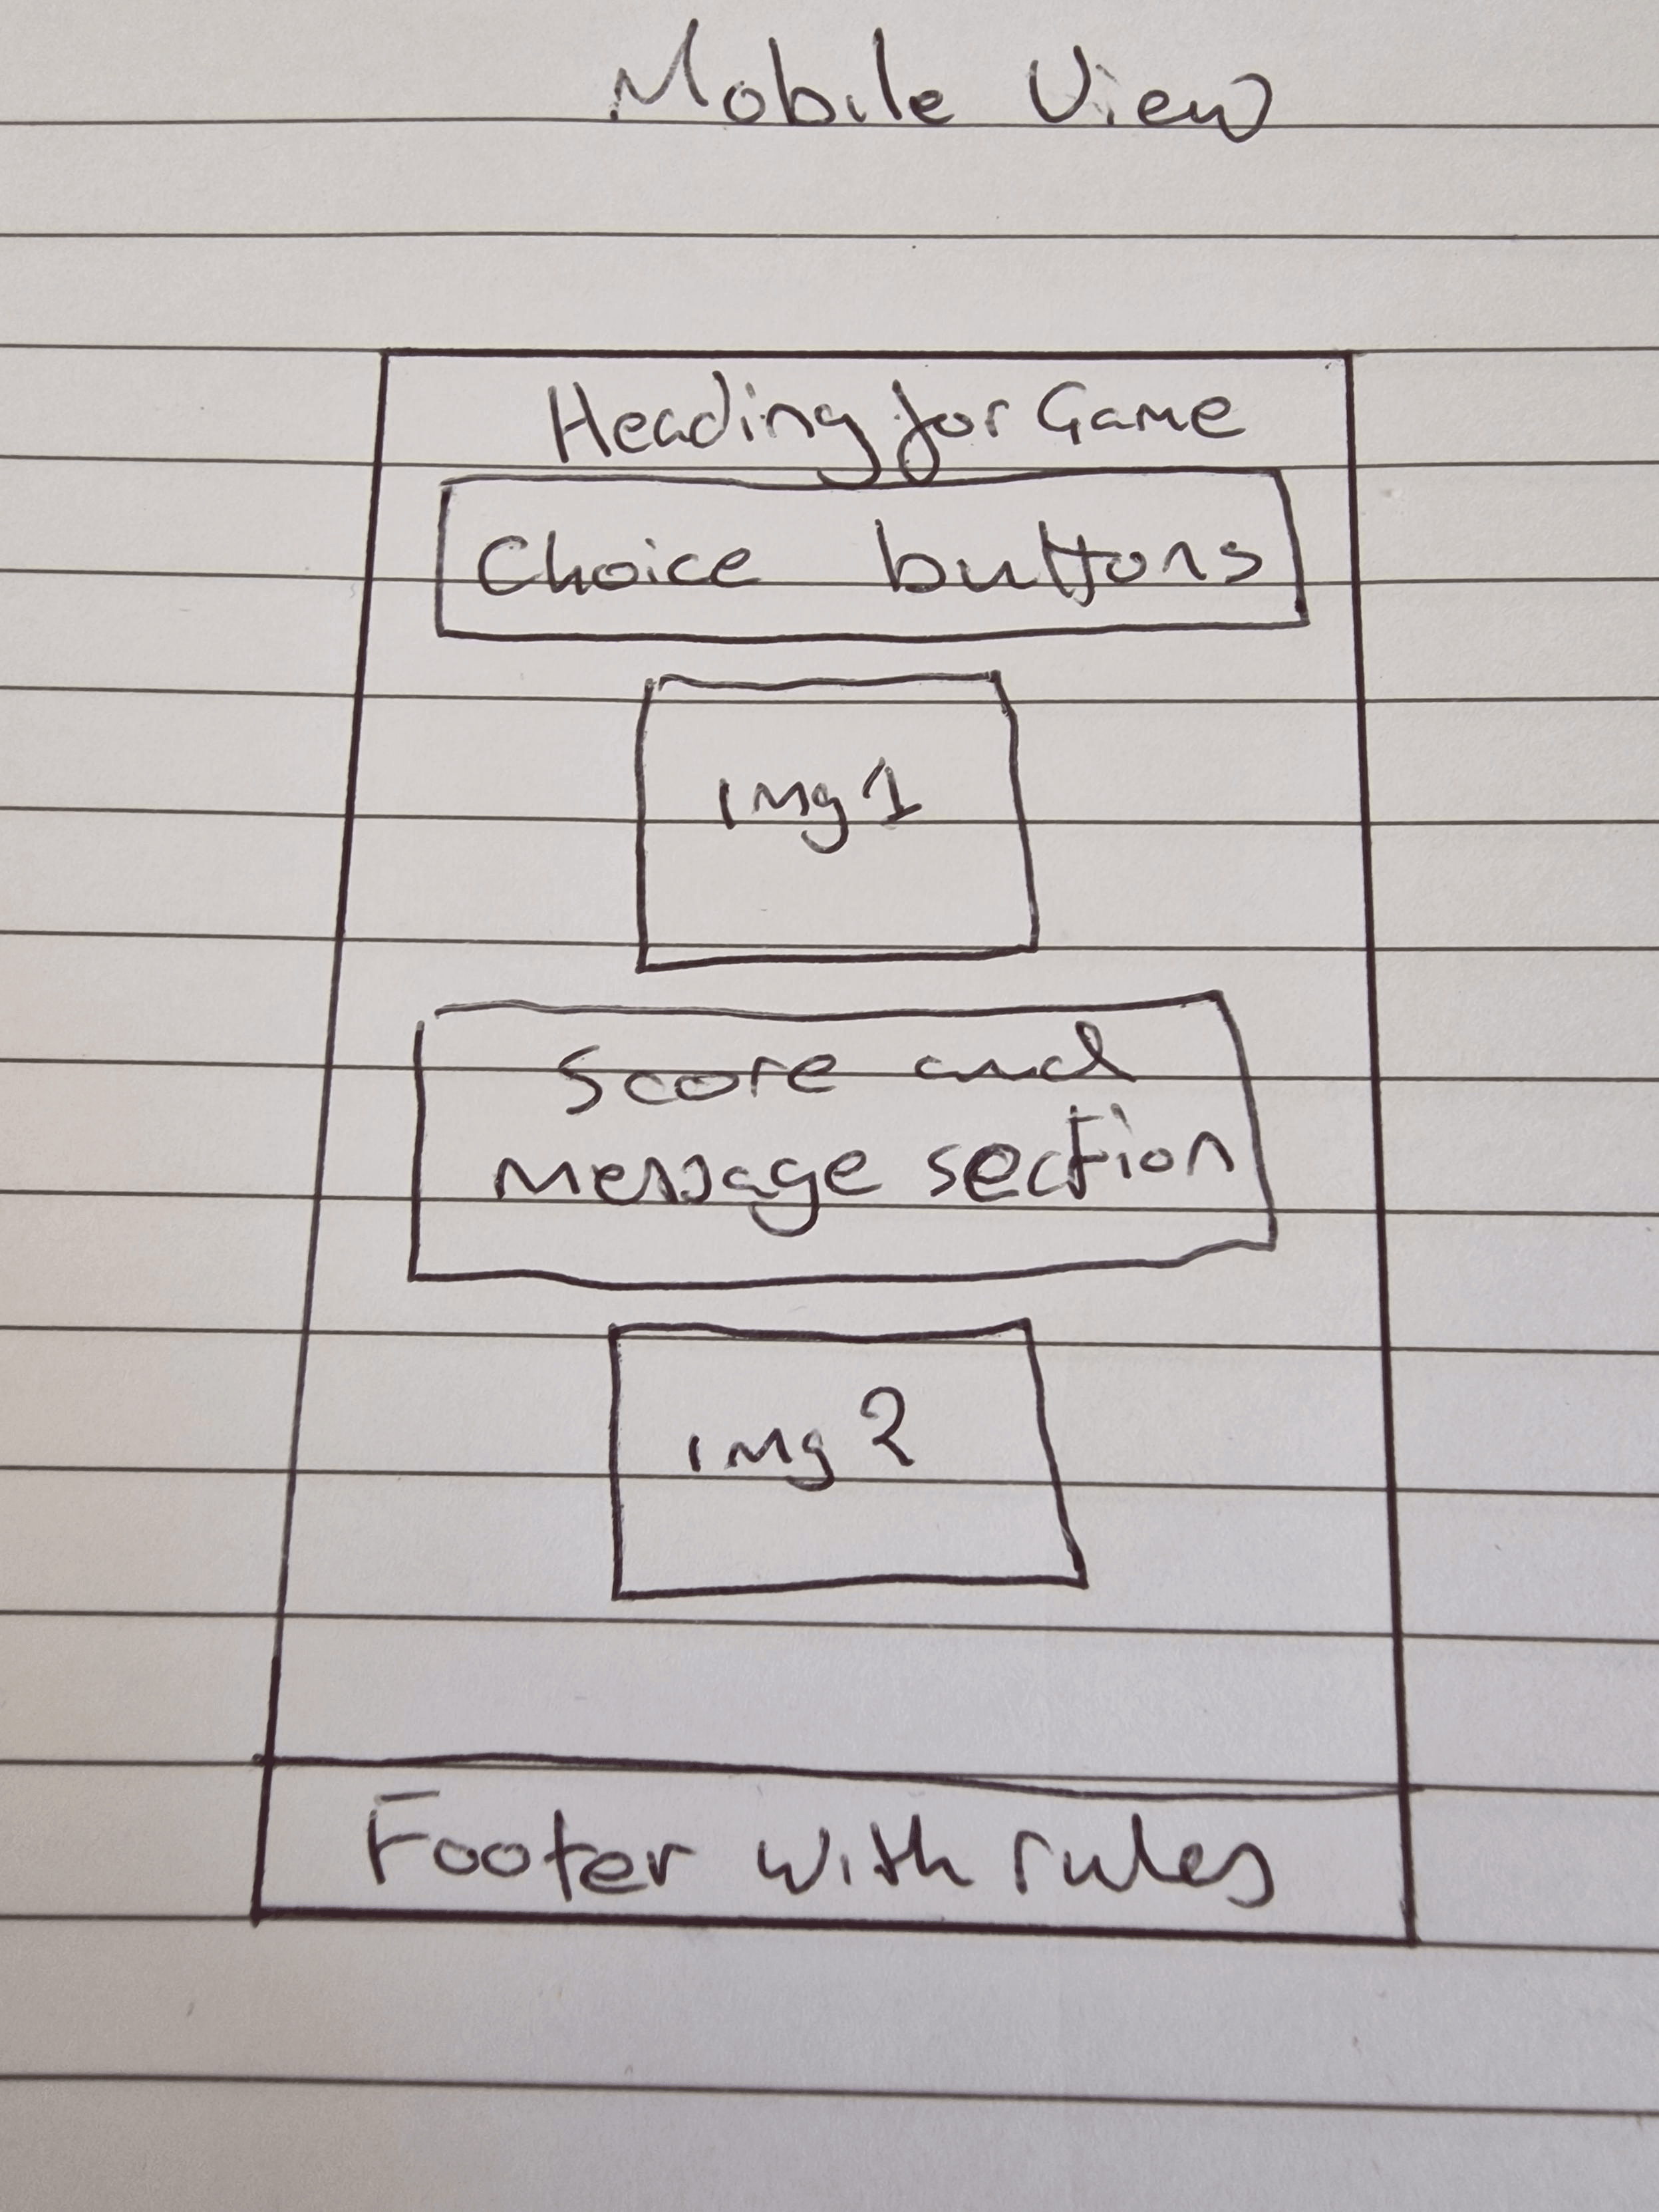 Mobile View
Heading for Game
Choice buttons
img 1
Score and
message section
img 2
Footer with rules